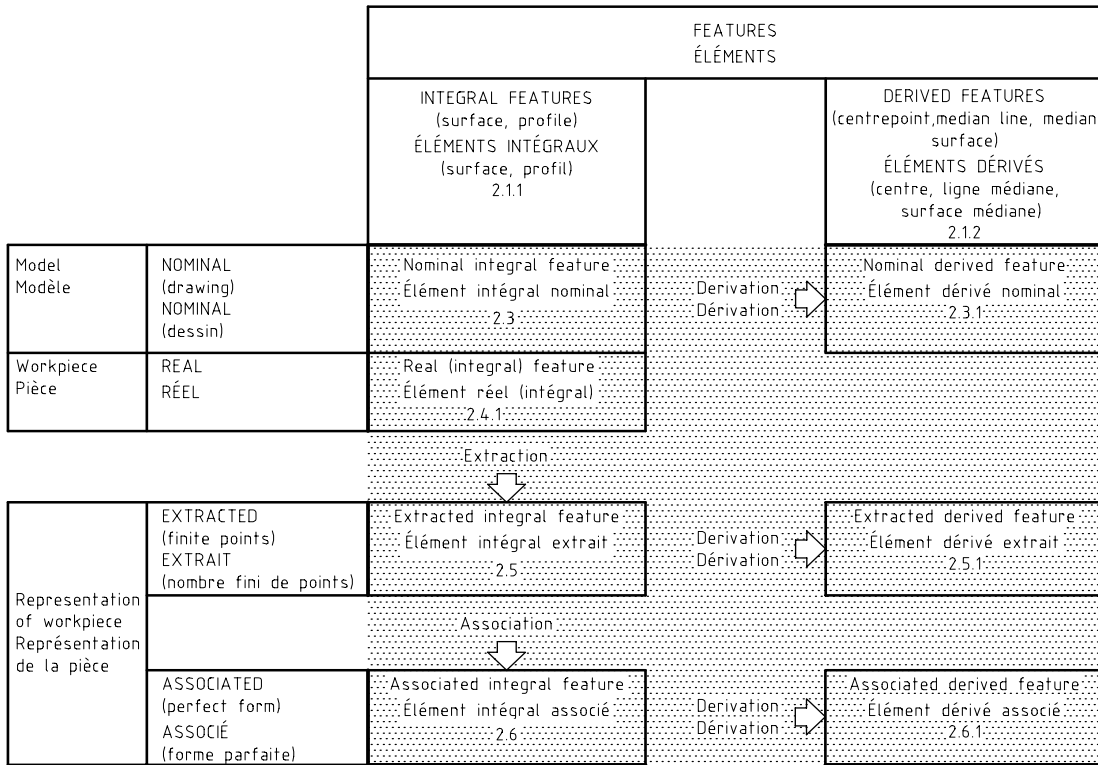 FEATURES
ÉLÉMENTS
INTEGRAL FEATURES
(surface, profile)
ÉLÉMENTS INTÉGRAUX
(surface, profil)
2.1.1
DERIVED FEATURES
(centrepoint,median line, median
surface)
ÉLÉMENTS DÉRIVÉS
(centre, ligne médiane,
surface médiane)
2.1.2
Model
Modèle
NOMINAL
(drawing)
NOMINAL
(dessin)
Nominal integral feature
Élément intégral nominal
2.3
Derivation
Dérivation
Nominal derived feature
Élément dérivé nominal
2.3.1
Workpiece
Pièce
REAL
RÉEL
Real (integral) feature
Élément réel (intégral)
2.4.1
Extraction
Representation
of workpiece
Représentation
de la pièce
EXTRACTED
(finite points)
EXTRAIT
(nombre fini de points)
Extracted integral feature
Élément intégral extrait
2.5
Derivation
Dérivation
Extracted derived feature
Élément dérivé extrait
2.5.1
Association
ASSOCIATED
(perfect form)
ASSOCIÉ
(forme parfaite)
Associated integral feature
Élément intégral associé
2.6
Derivation
Dérivation
Associated derived feature
Élément dérivé associé
2.6.1